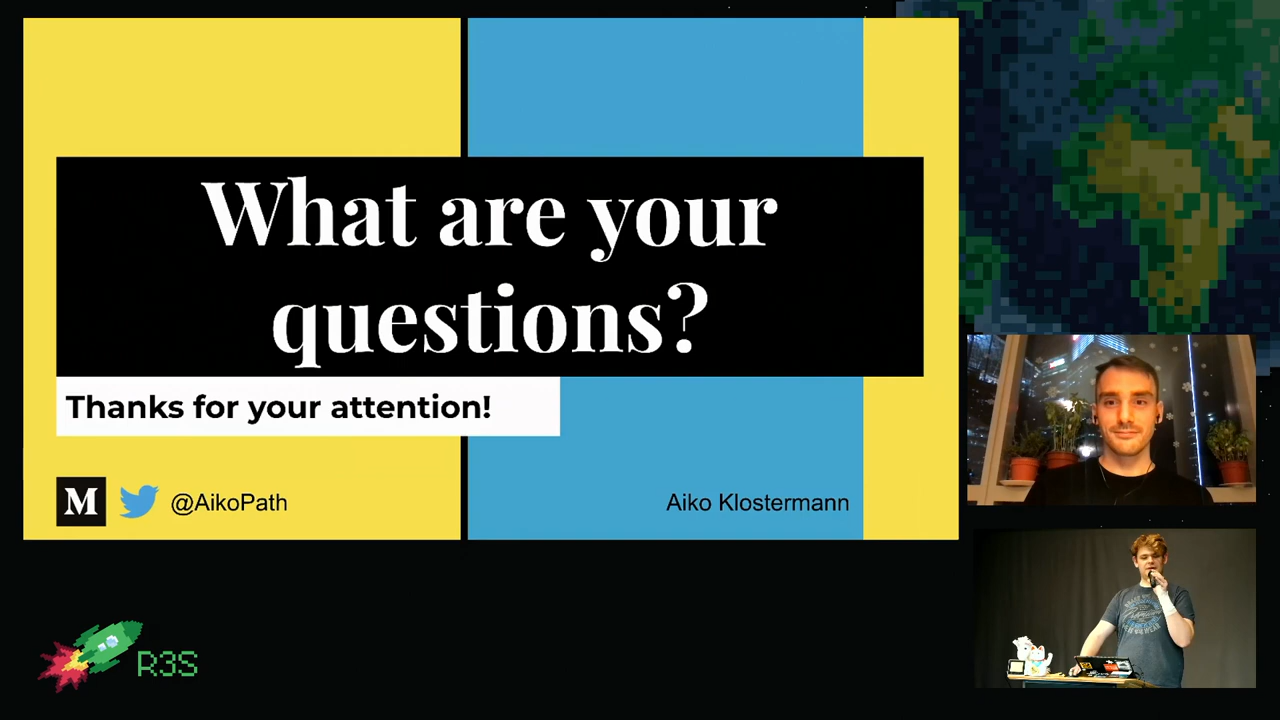 What are your
questions?
Thanks for your attention!
M
@AikoPath
Aiko Klostermann
R3S